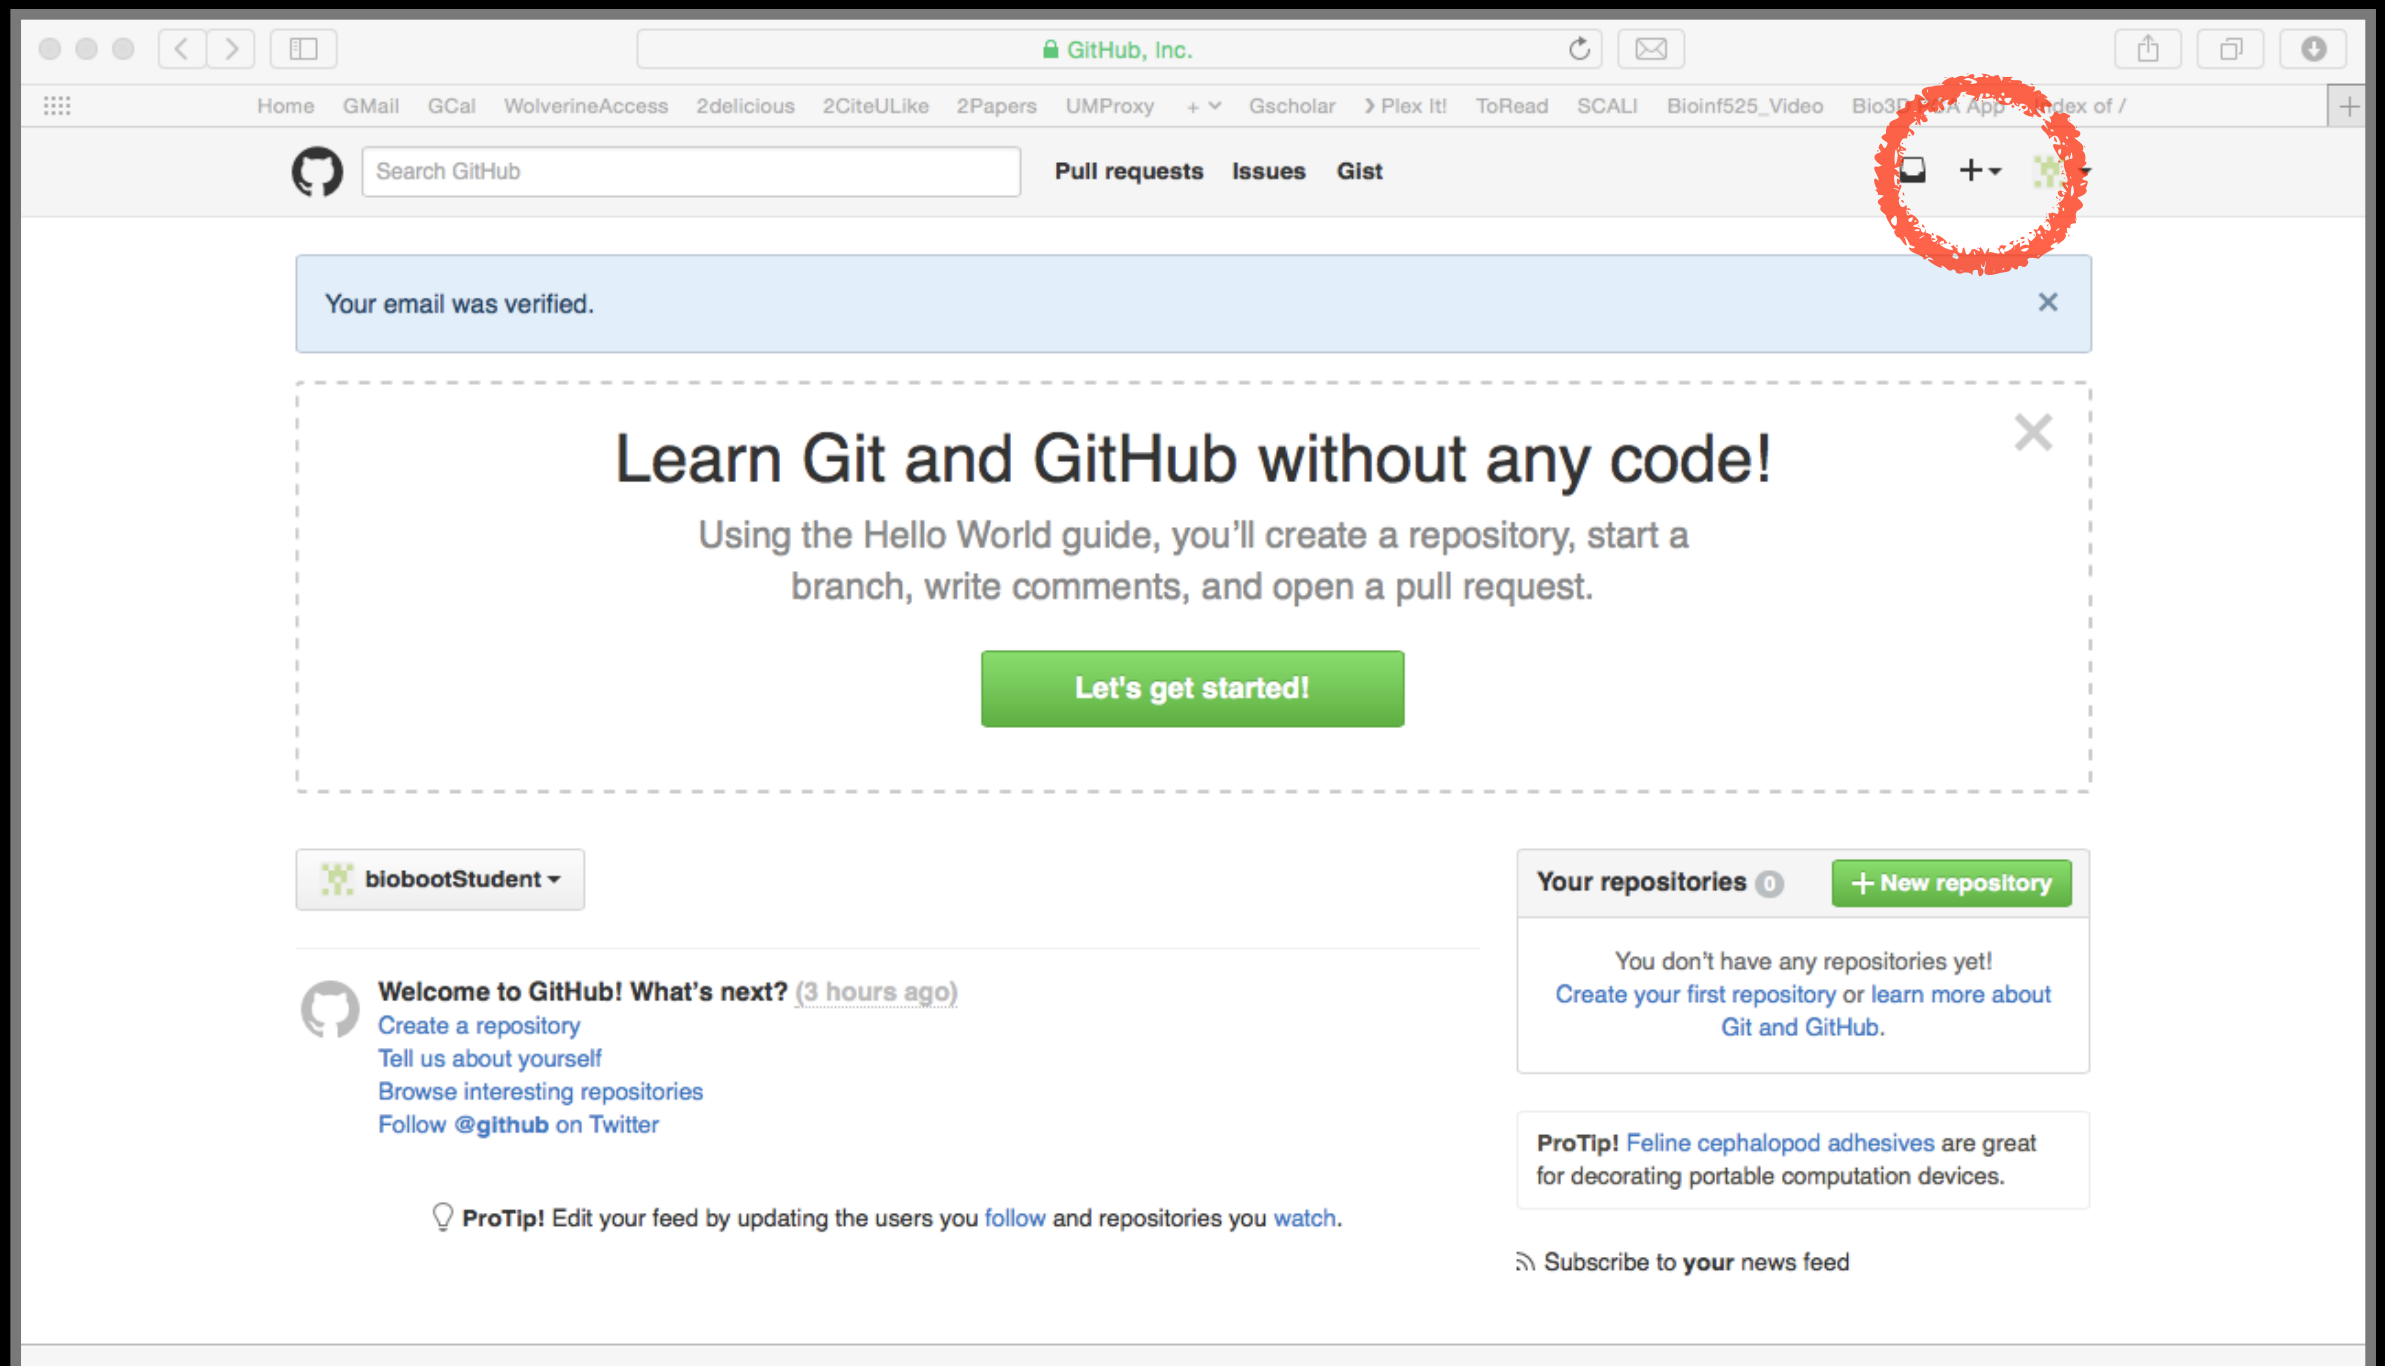 GitHub, Inc.
Home GMail GCal WolverineAccess 2delicious 2CiteULike 2Papers UMProxy + Gscholar Plex It! ToRead SCALI Bioinf525_Video App of /
Search GitHub Pull requests Issues Gist
Your email was verified.
Learn Git and GitHub without any code!
Using the Hello World guide, you'll create a repository, start a
branch, write comments, and open a pull request.
Let's get started!
biobootStudent
Welcome to GitHub! What's next? (3 hours ago)
Create a repository
Tell us about yourself
Browse interesting repositories
Follow @github on Twitter
ProTip! Edit your feed by updating the users you follow and repositories you watch.
Your repositories 0 + New repository
You don't have any repositories yet!
Create your first repository or learn more about
Git and GitHub.
ProTip! Feline cephalopod adhesives are great
for decorating portable computation devices.
Subscribe to your news feed